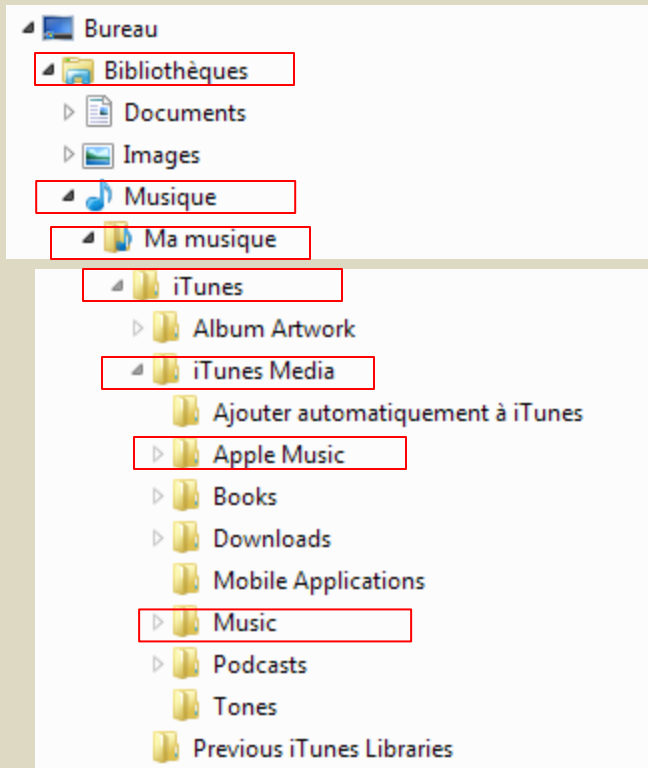 Bureau
Bibliothèques
Documents
Images
Musique
Ma musique
iTunes
Album Artwork
iTunes Media
Ajouter automatiquement à iTunes
Apple Music
Books
Downloads
Mobile Applications
Music
Podcasts
Tones
Previous iTunes Libraries